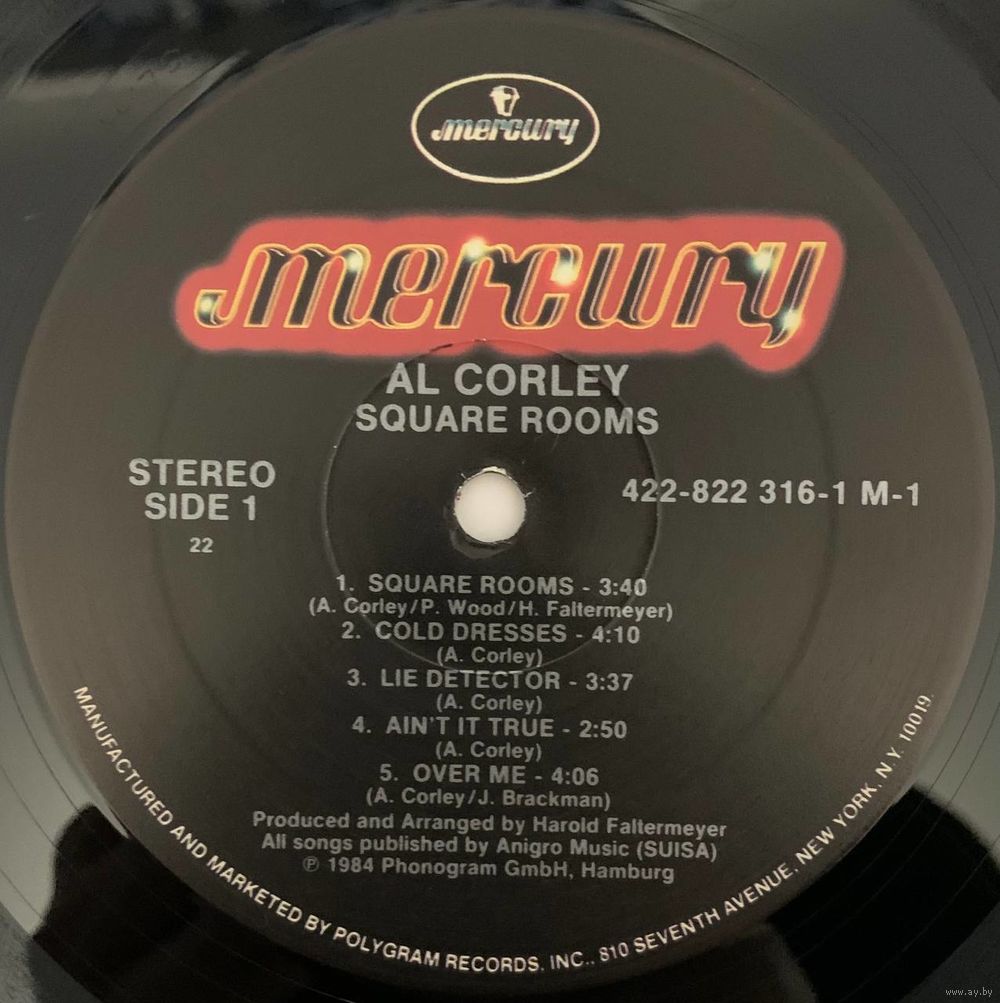 mercury
mercury
AL CORLEY
SQUARE ROOMS
STEREO
SIDE 1
22
422-822 316-1 M-1
1. SQUARE ROOMS - 3:40
(A. Corley/P. Wood/H. Faltermeyer)
2. COLD DRESSES - 4:10
(A. Corley)
3. LIE DETECTOR - 3:37
(A. Corley)
4. AIN'T IT TRUE - 2:50
(A. Corley)
5. OVER ME - 4:06
(A. Corley/J. Brackman)
Produced and Arranged by Harold Faltermeyer
All songs published by Anigro Music (SUISA)
℗ 1984 Phonogram GmbH, Hamburg
MANUFACTURED AND MARKETED BY POLYGRAM RECORDS, INC., 810 SEVENTH AVENUE, NEW YORK, N.Y. 10019.
www.ay.by